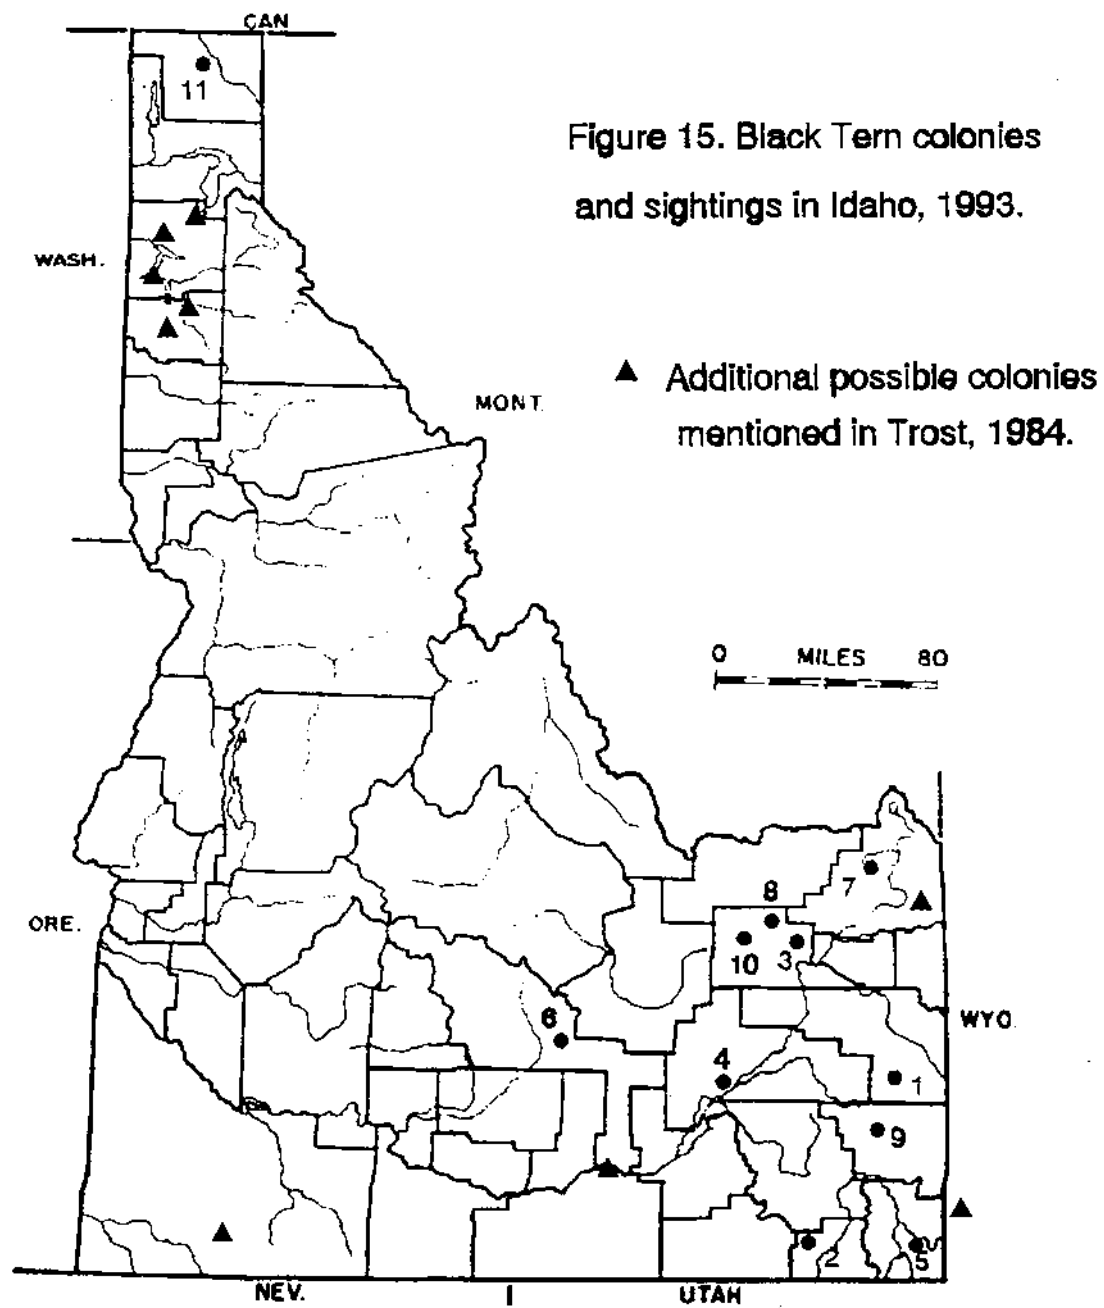 CAN
11
Figure 15. Black Tern colonies
and sightings in Idaho, 1993.
WASH.
Additional possible colonies
mentioned in Trost, 1984.
MONT.
0 MILES 80
7
8
ORE.
10
3
WYO.
6
4
1
9
2
5
NEV.
UTAH